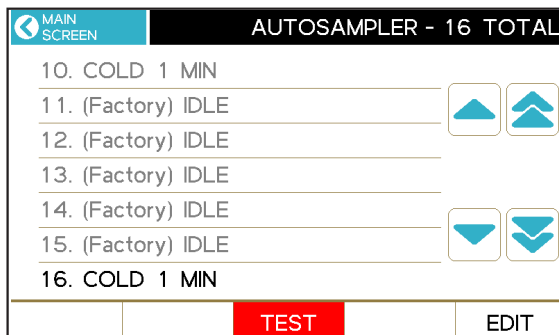 MAIN
SCREEN
AUTOSAMPLER - 16 TOTAL
10. COLD 1 MIN
11. (Factory) IDLE
12. (Factory) IDLE
13. (Factory) IDLE
14. (Factory) IDLE
15. (Factory) IDLE
16. COLD 1 MIN
TEST
EDIT